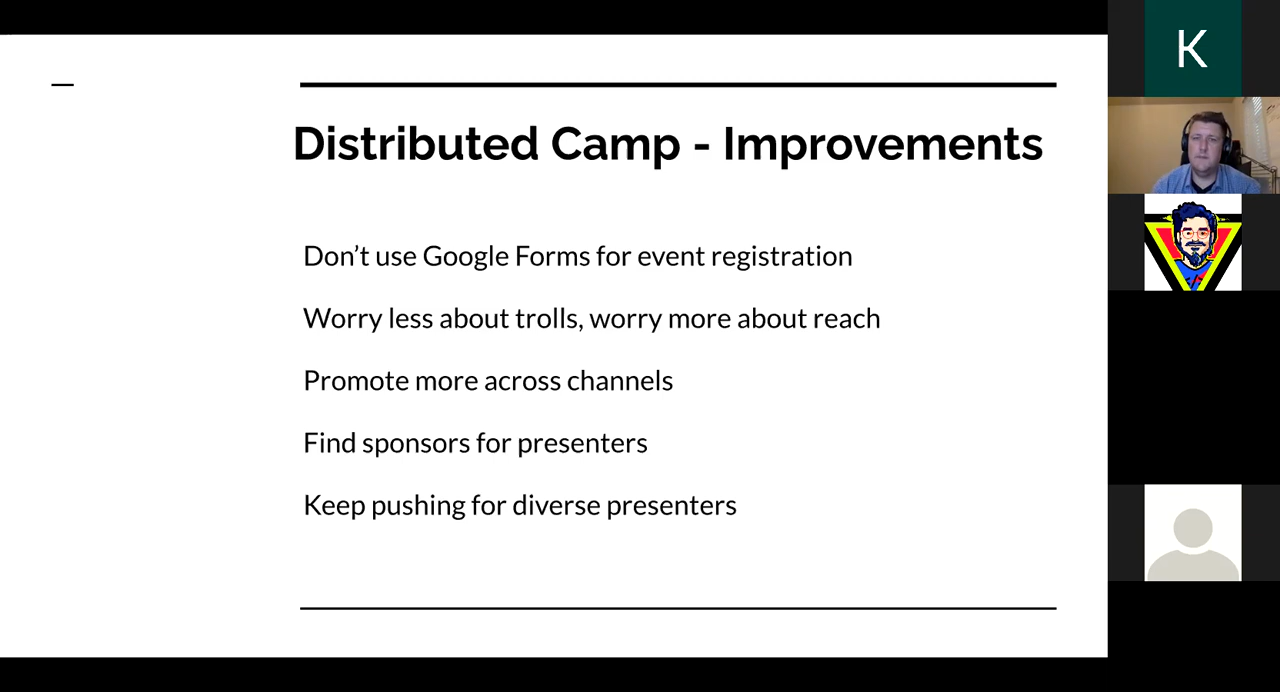 Distributed Camp - Improvements
Don’t use Google Forms for event registration
Worry less about trolls, worry more about reach
Promote more across channels
Find sponsors for presenters
Keep pushing for diverse presenters
K